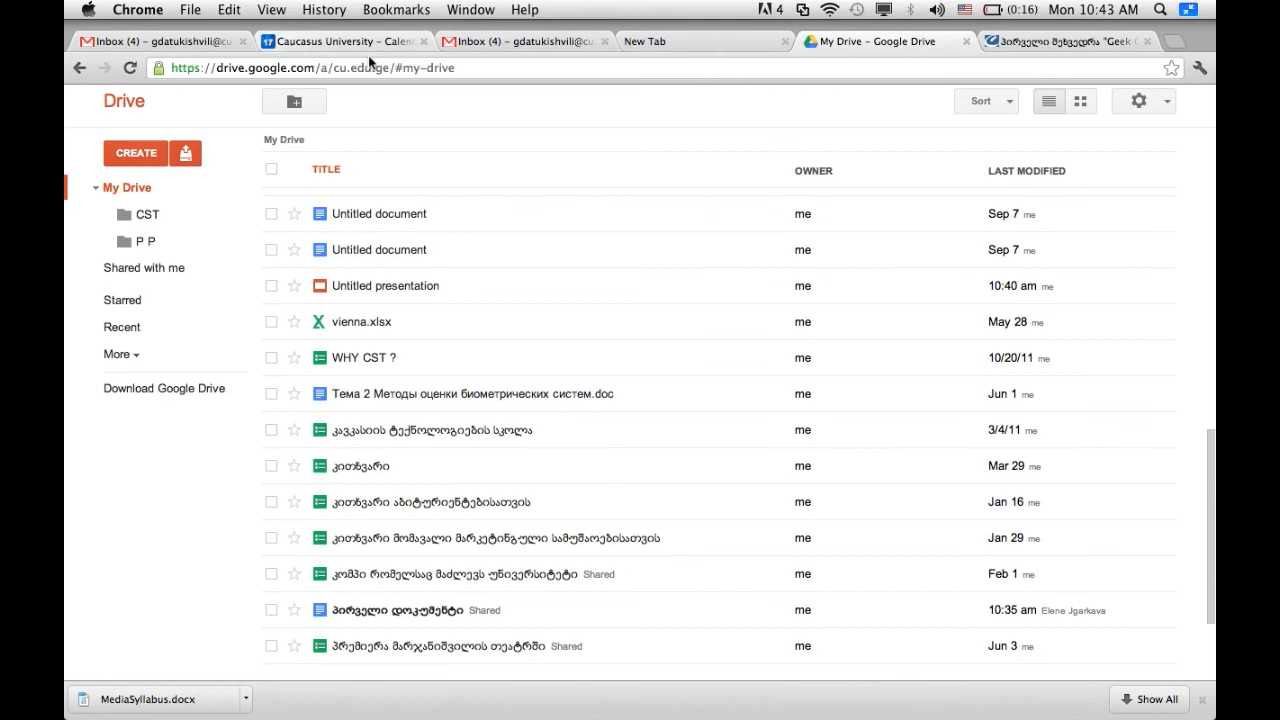 Chrome File Edit View History Bookmarks Window Help 4 (0:16) Mon 10:43 AM
Inbox (4) – gdatukishvili@cu. Caucasus University – Calen Inbox (4) – gdatukishvili@cu. New Tab My Drive – Google Drive პირველი შეხვედრა "Geek C
https://drive.google.com/a/cu.edu.ge/#my-drive
Drive Sort
My Drive
CREATE TITLE OWNER LAST MODIFIED
My Drive
CST
P P
Shared with me
Starred
Recent
More
Download Google Drive
Untitled document me Sep 7 me
Untitled document me Sep 7 me
Untitled presentation me 10:40 am me
vienna.xlsx me May 28 me
WHY CST ? me 10/20/11 me
Тема 2 Методы оценки биометрических систем.doc me Jun 1 me
კავკასიის ტექნოლოგიების სკოლა me 3/4/11 me
კითხვარი me Mar 29 me
კითხვარი აბიტურიენტებისათვის me Jan 16 me
კითხვარი მომავალი მარკეტინგული სამუშაოებისათვის me Jan 29 me
კომპი რომელსაც მაძლევს უნივერსიტეტი Shared me Feb 1 me
პირველი დოკუმენტი Shared me 10:35 am Elene Jgarkava
პრემიერა მარჯანიშვილის თეატრში Shared me Jun 3 me
MediaSyllabus.docx Show All